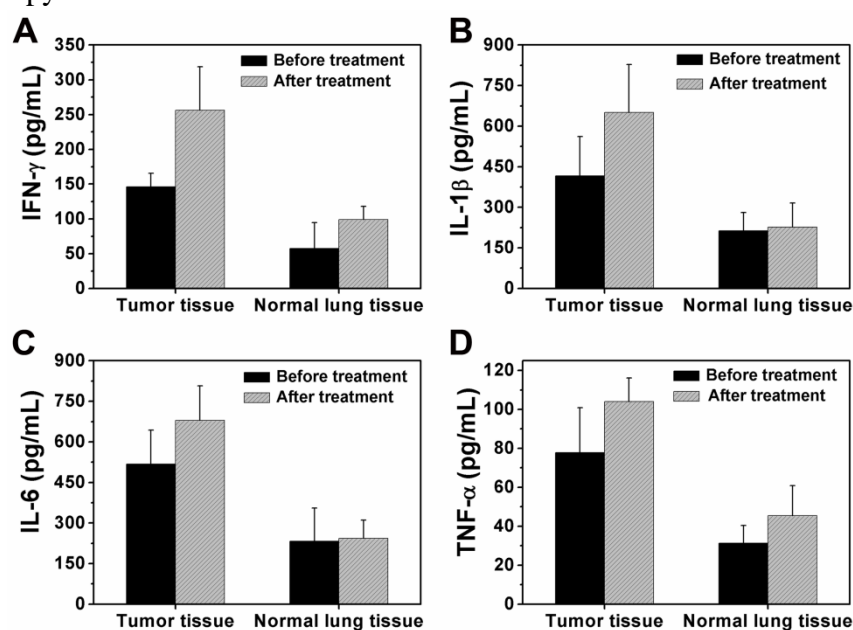 py
A
IFN-γ (pg/mL)
350
300
250
200
150
100
50
0
Before treatment
After treatment
Tumor tissue
Normal lung tissue
B
IL-1β (pg/mL)
900
750
600
450
300
150
0
Before treatment
After treatment
Tumor tissue
Normal lung tissue
C
IL-6 (pg/mL)
900
750
600
450
300
150
0
Before treatment
After treatment
Tumor tissue
Normal lung tissue
D
TNF-α (pg/mL)
120
100
80
60
40
20
0
Before treatment
After treatment
Tumor tissue
Normal lung tissue